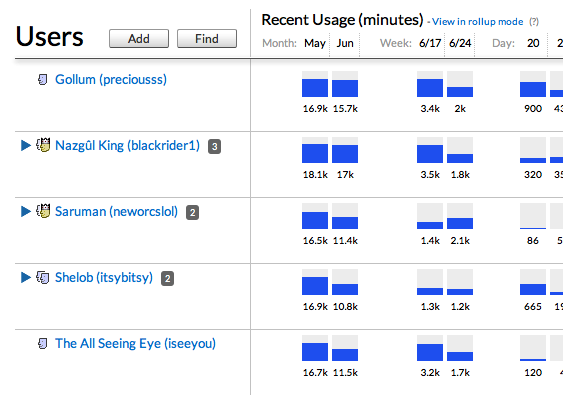 Users
Add
Find
Recent Usage (minutes) - View in rollup mode (?)
Month: May Jun Week: 6/17 6/24 Day: 20
Gollum (precioussss)
16.9k 15.7k 3.4k 2k 900
Nazgûl King (blackrider1) 3
18.1k 17k 3.5k 1.8k 320
Saruman (neworcslol) 2
16.5k 11.4k 1.4k 2.1k 86
Shelob (itsybitsy) 2
16.9k 10.8k 1.3k 1.2k 665
The All Seeing Eye (iseeyou)
16.7k 11.5k 3.2k 1.7k 120